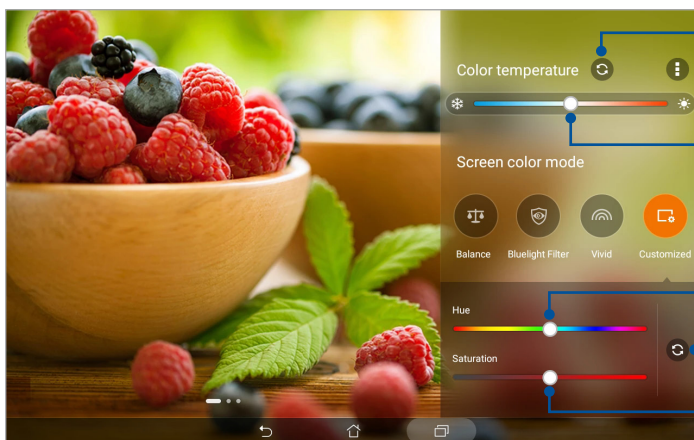 Color temperature
Screen color mode
Balance Bluelight Filter Vivid Customized
Hue
Saturation